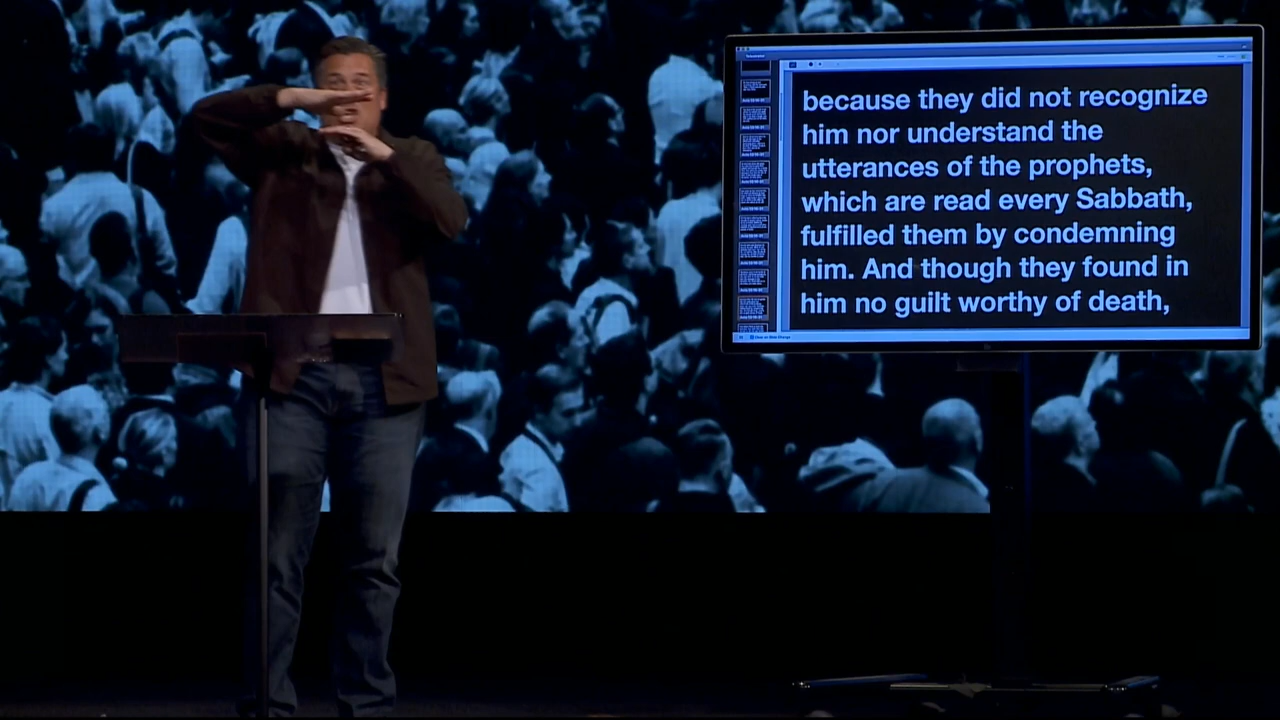 because they did not recognize
him nor understand the
utterances of the prophets,
which are read every Sabbath,
fulfilled them by condemning
him. And though they found in
him no guilt worthy of death,